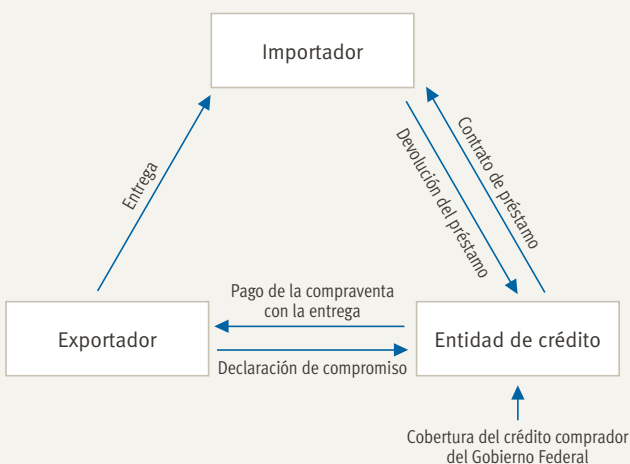 Importador
Entrega
Contrato de préstamo
Devolución del préstamo
Pago de la compraventa
con la entrega
Exportador
Entidad de crédito
Declaración de compromiso
Cobertura del crédito comprador
del Gobierno Federal